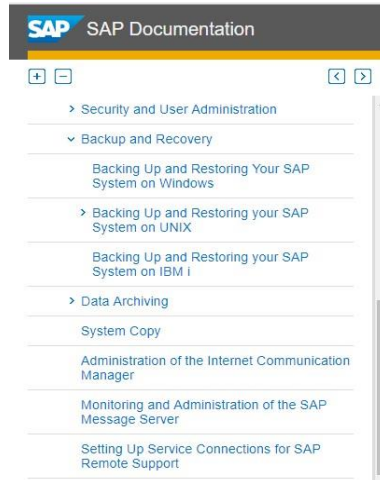 SAP SAP Documentation
Security and User Administration
Backup and Recovery
Backing Up and Restoring Your SAP
System on Windows
Backing Up and Restoring your SAP
System on UNIX
Backing Up and Restoring your SAP
System on IBM i
Data Archiving
System Copy
Administration of the Internet Communication
Manager
Monitoring and Administration of the SAP
Message Server
Setting Up Service Connections for SAP
Remote Support